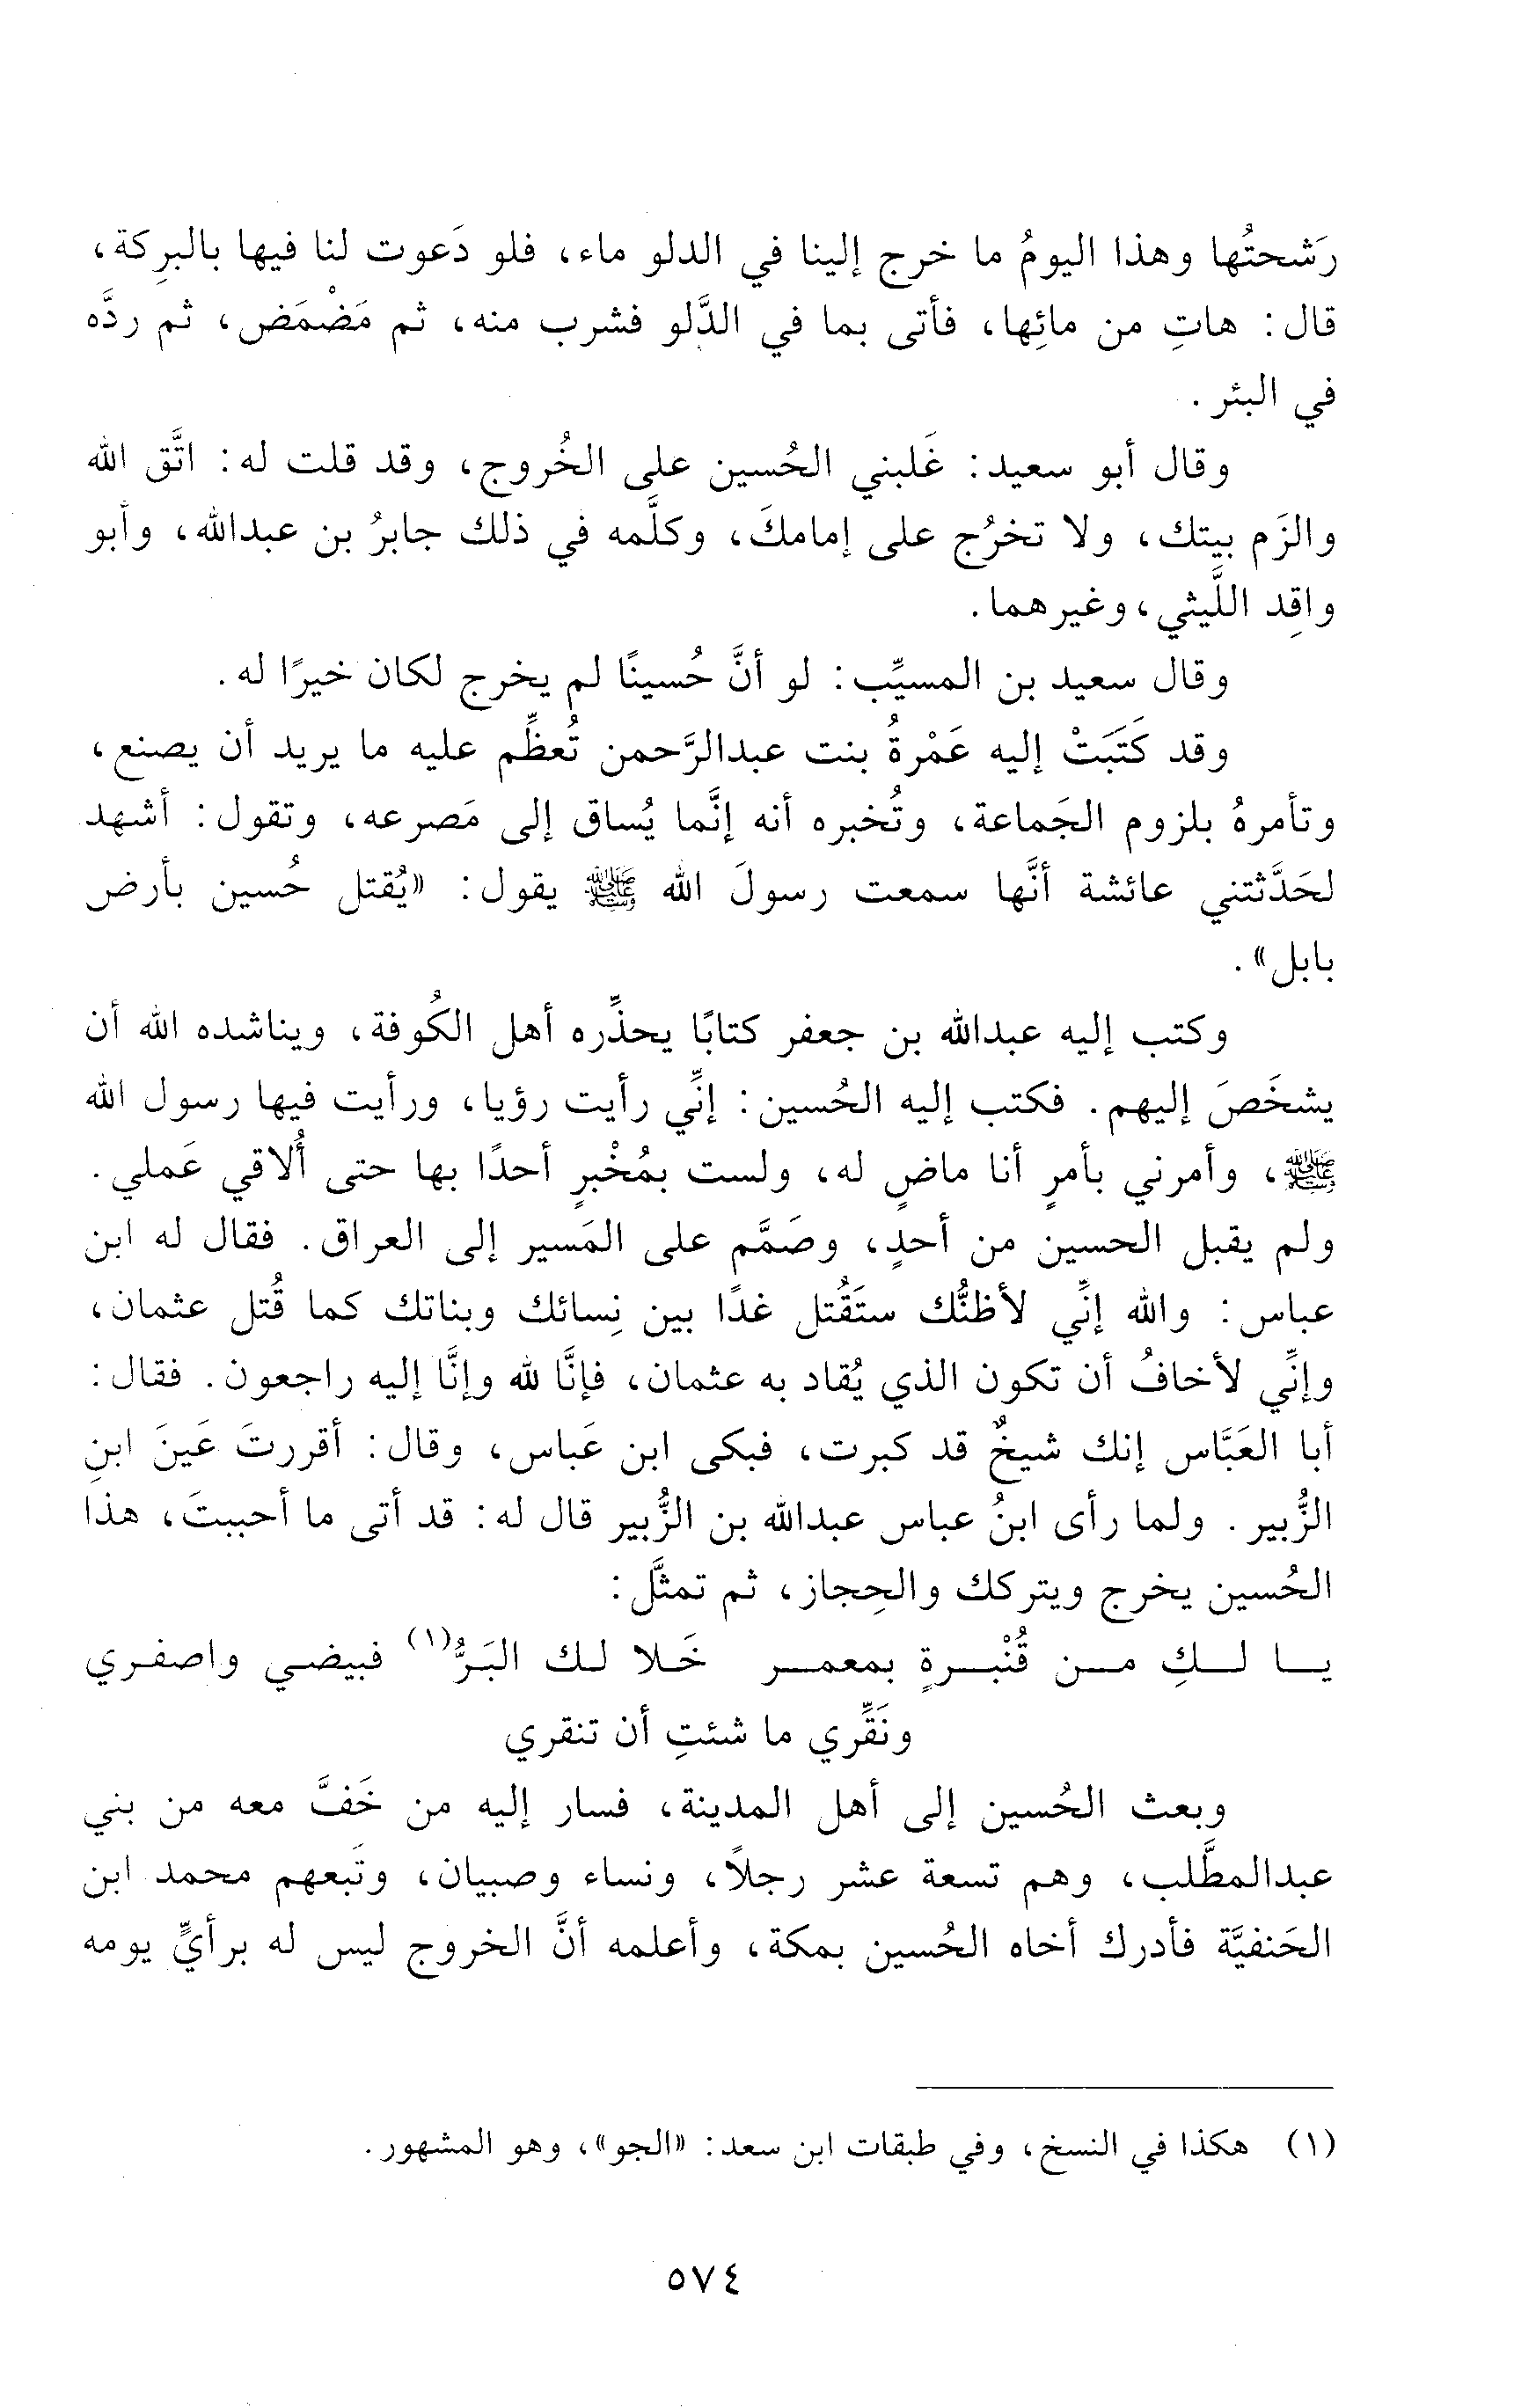 رَشحتُها وهذا اليومُ ما خرج إلينا في الدلو ماء، فلو دَعوت لنا فيها بالبرِكة،
قال: هاتِ من مائِها، فأتى بما في الدَّلو فشرب منه، ثم مَضْمَض، ثم ردَّه
في البئر.
وقال أبو سعيد: غَلبني الحُسين على الخُروج، وقد قلت له: اتَّق الله
والزَم بيتك، ولا تخرُج على إمامكَ، وكلَّمه في ذلك جابرُ بن عبدالله، وأبو
واقِد اللَّيثي، وغيرهما.
وقال سعيد بن المسيِّب: لو أنَّ حُسينًا لم يخرج لكان خيرًا له.
وقد كَتَبَتْ إليه عَمْرةُ بنت عبدالرَّحمن تُعظِّم عليه ما يريد أن يصنع،
وتأمرهُ بلزوم الجَماعة، وتُخبره أنه إنَّما يُساق إلى مَصرعه، وتقول: أشهد
لحَدَّثتني عائشة أنَّها سمعت رسولَ الله ﷺ يقول: «يُقتل حُسين بأرض
بابل».
وكتب إليه عبدالله بن جعفر كتابًا يحذِّره أهل الكُوفة، ويناشده الله أن
يشخَصَ إليهم. فكتب إليه الحُسين: إنِّي رأيت رؤيا، ورأيت فيها رسول الله
ﷺ، وأمرني بأمرٍ أنا ماضٍ له، ولست بمُخْبرٍ أحدًا بها حتى أُلاقي عَملي.
ولم يقبل الحسين من أحدٍ، وصَمَّم على المَسير إلى العراق. فقال له ابن
عباس: والله إنِّي لأظنُّك ستَقُتل غدًا بين نِسائك وبناتك كما قُتل عثمان،
وإنِّي لأخافُ أن تكون الذي يُقاد به عثمان، فإنَّا لله وإنَّا إليه راجعون. فقال:
أبا العَبَّاس إنك شيخٌ قد كبرت، فبكى ابن عَباس، وقال: أقررتَ عَينَ ابنِ
الزُّبير. ولما رأى ابنُ عباس عبدالله بن الزُّبير قال له: قد أتى ما أحببتَ، هذا
الحُسين يخرج ويتركك والحِجاز، ثم تمثَّل:
يا لكِ من قُنْبرةٍ بمعمر خَلا لك البَرُّ(١) فبيضي واصفري
ونَقِّري ما شئتِ أن تنقري
وبعث الحُسين إلى أهل المدينة، فسار إليه من خَفَّ معه من بني
عبدالمطَّلب، وهم تسعة عشر رجلاً، ونساء وصبيان، وتَبعهم محمد ابن
الحَنفيَّة فأدرك أخاه الحُسين بمكة، وأعلمه أنَّ الخروج ليس له برأيٍّ يومه
(١) هكذا في النسخ، وفي طبقات ابن سعد: «الجو»، وهو المشهور.
٥٧٤